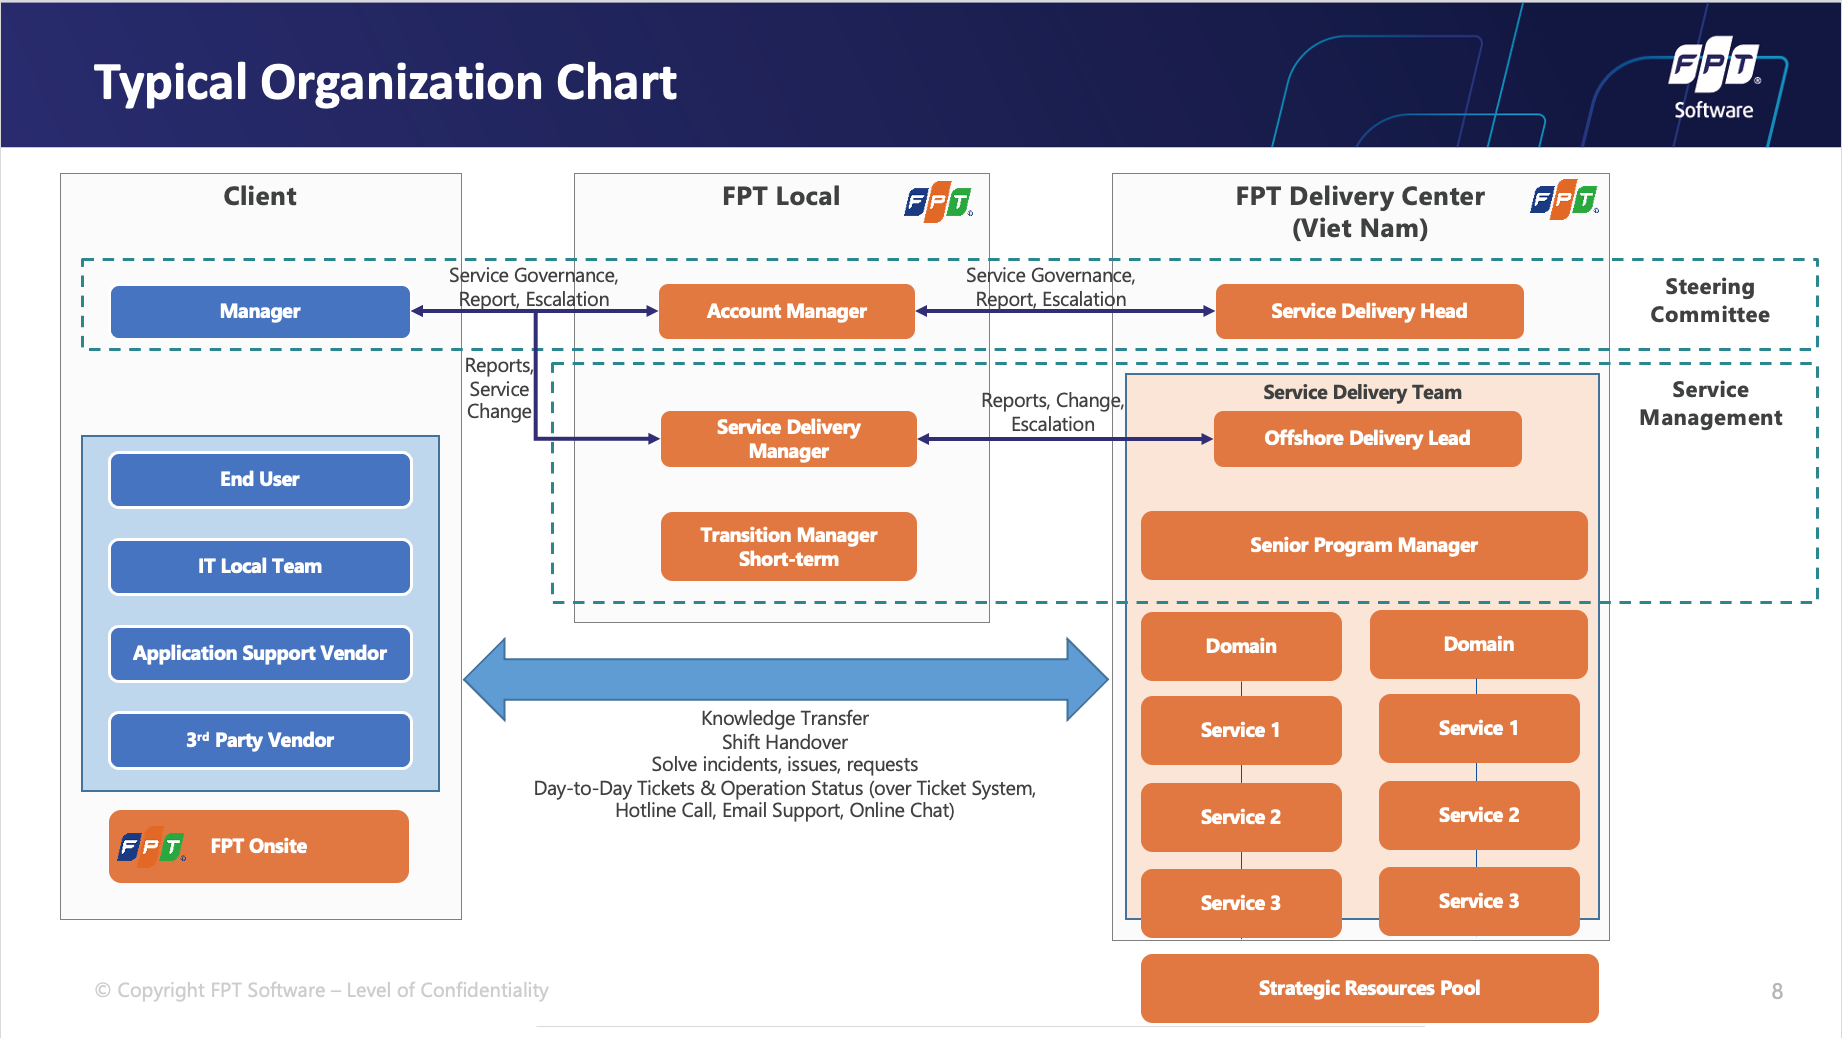 Typical Organization Chart
FPT
Software
Client
FPT Local
FPT
FPT Delivery Center
(Viet Nam)
FPT
Service Governance,
Report, Escalation
Service Governance,
Report, Escalation
Steering
Committee
Manager
Account Manager
Service Delivery Head
Reports,
Service
Change
Reports, Change,
Escalation
Service Delivery Team
Service
Management
Service Delivery
Manager
Offshore Delivery Lead
End User
Transition Manager
Short-term
Senior Program Manager
IT Local Team
Application Support Vendor
3rd Party Vendor
FPT
FPT Onsite
Knowledge Transfer
Shift Handover
Solve incidents, issues, requests
Day-to-Day Tickets & Operation Status (over Ticket System,
Hotline Call, Email Support, Online Chat)
Domain
Domain
Service 1
Service 1
Service 2
Service 2
Service 3
Service 3
Strategic Resources Pool
© Copyright FPT Software – Level of Confidentiality
8